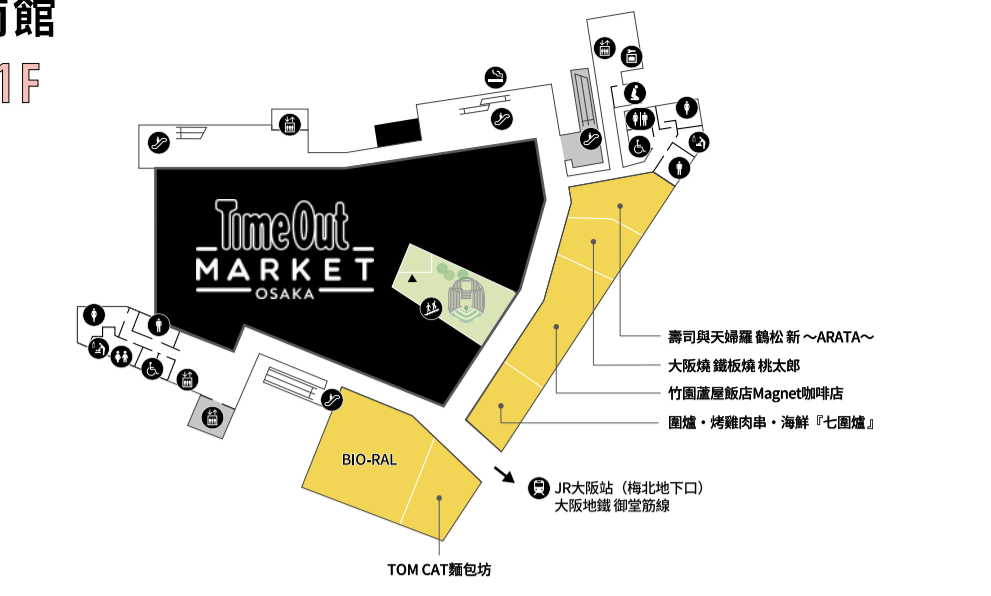 館
1F
Time Out
MARKET
OSAKA
壽司與天婦羅 鶴松 新 〜ARATA〜
大阪燒 鐵板燒 桃太郎
竹園蘆屋飯店Magnet咖啡店
圍爐・烤雞肉串・海鮮『七圍爐』
BIO-RAL
JR大阪站（梅北地下口）
大阪地鐵 御堂筋線
TOM CAT麵包坊